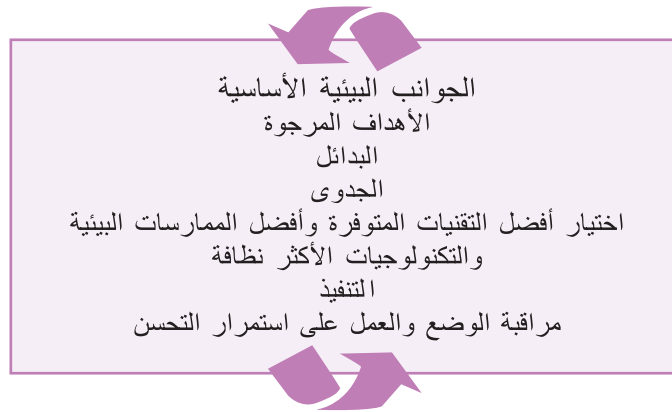 الجوانب البيئية الأساسية
الأهداف المرجوة
البدائل
الجدوى
اختيار أفضل التقنيات المتوفرة وأفضل الممارسات البيئية
والتكنولوجيات الأكثر نظافة
التنفيذ
مراقبة الوضع والعمل على استمرار التحسن